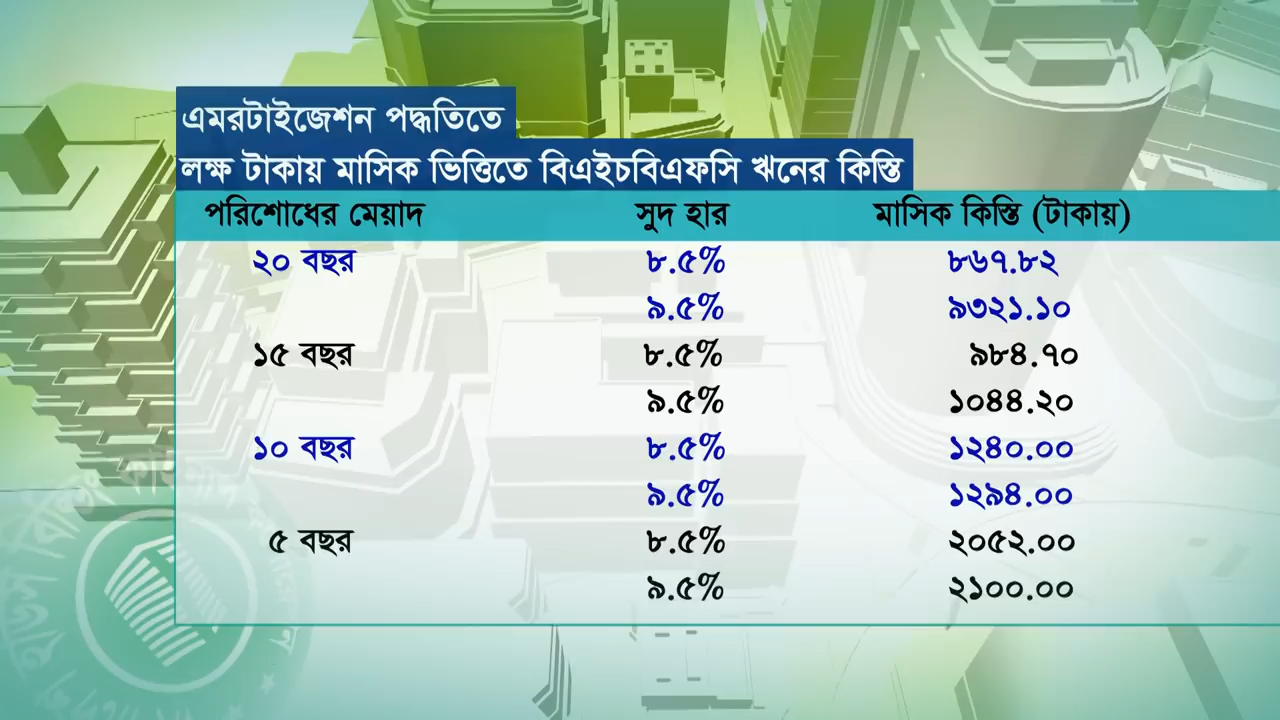 এমরটাইজেশন পদ্ধতিতে
লক্ষ টাকায় মাসিক ভিত্তিতে বিএইচবিএফসি ঋনের কিস্তি
পরিশোধের মেয়াদ সুদ হার মাসিক কিস্তি (টাকায়)
২০ বছর ৮.৫% ৮৬৭.৮২
৯.৫% ৯৩২১.১০
১৫ বছর ৮.৫% ৯৮৪.৭০
৯.৫% ১০৪৪.২০
১০ বছর ৮.৫% ১২৪০.০০
৯.৫% ১২৯৪.০০
৫ বছর ৮.৫% ২০৫২.০০
৯.৫% ২১০০.০০